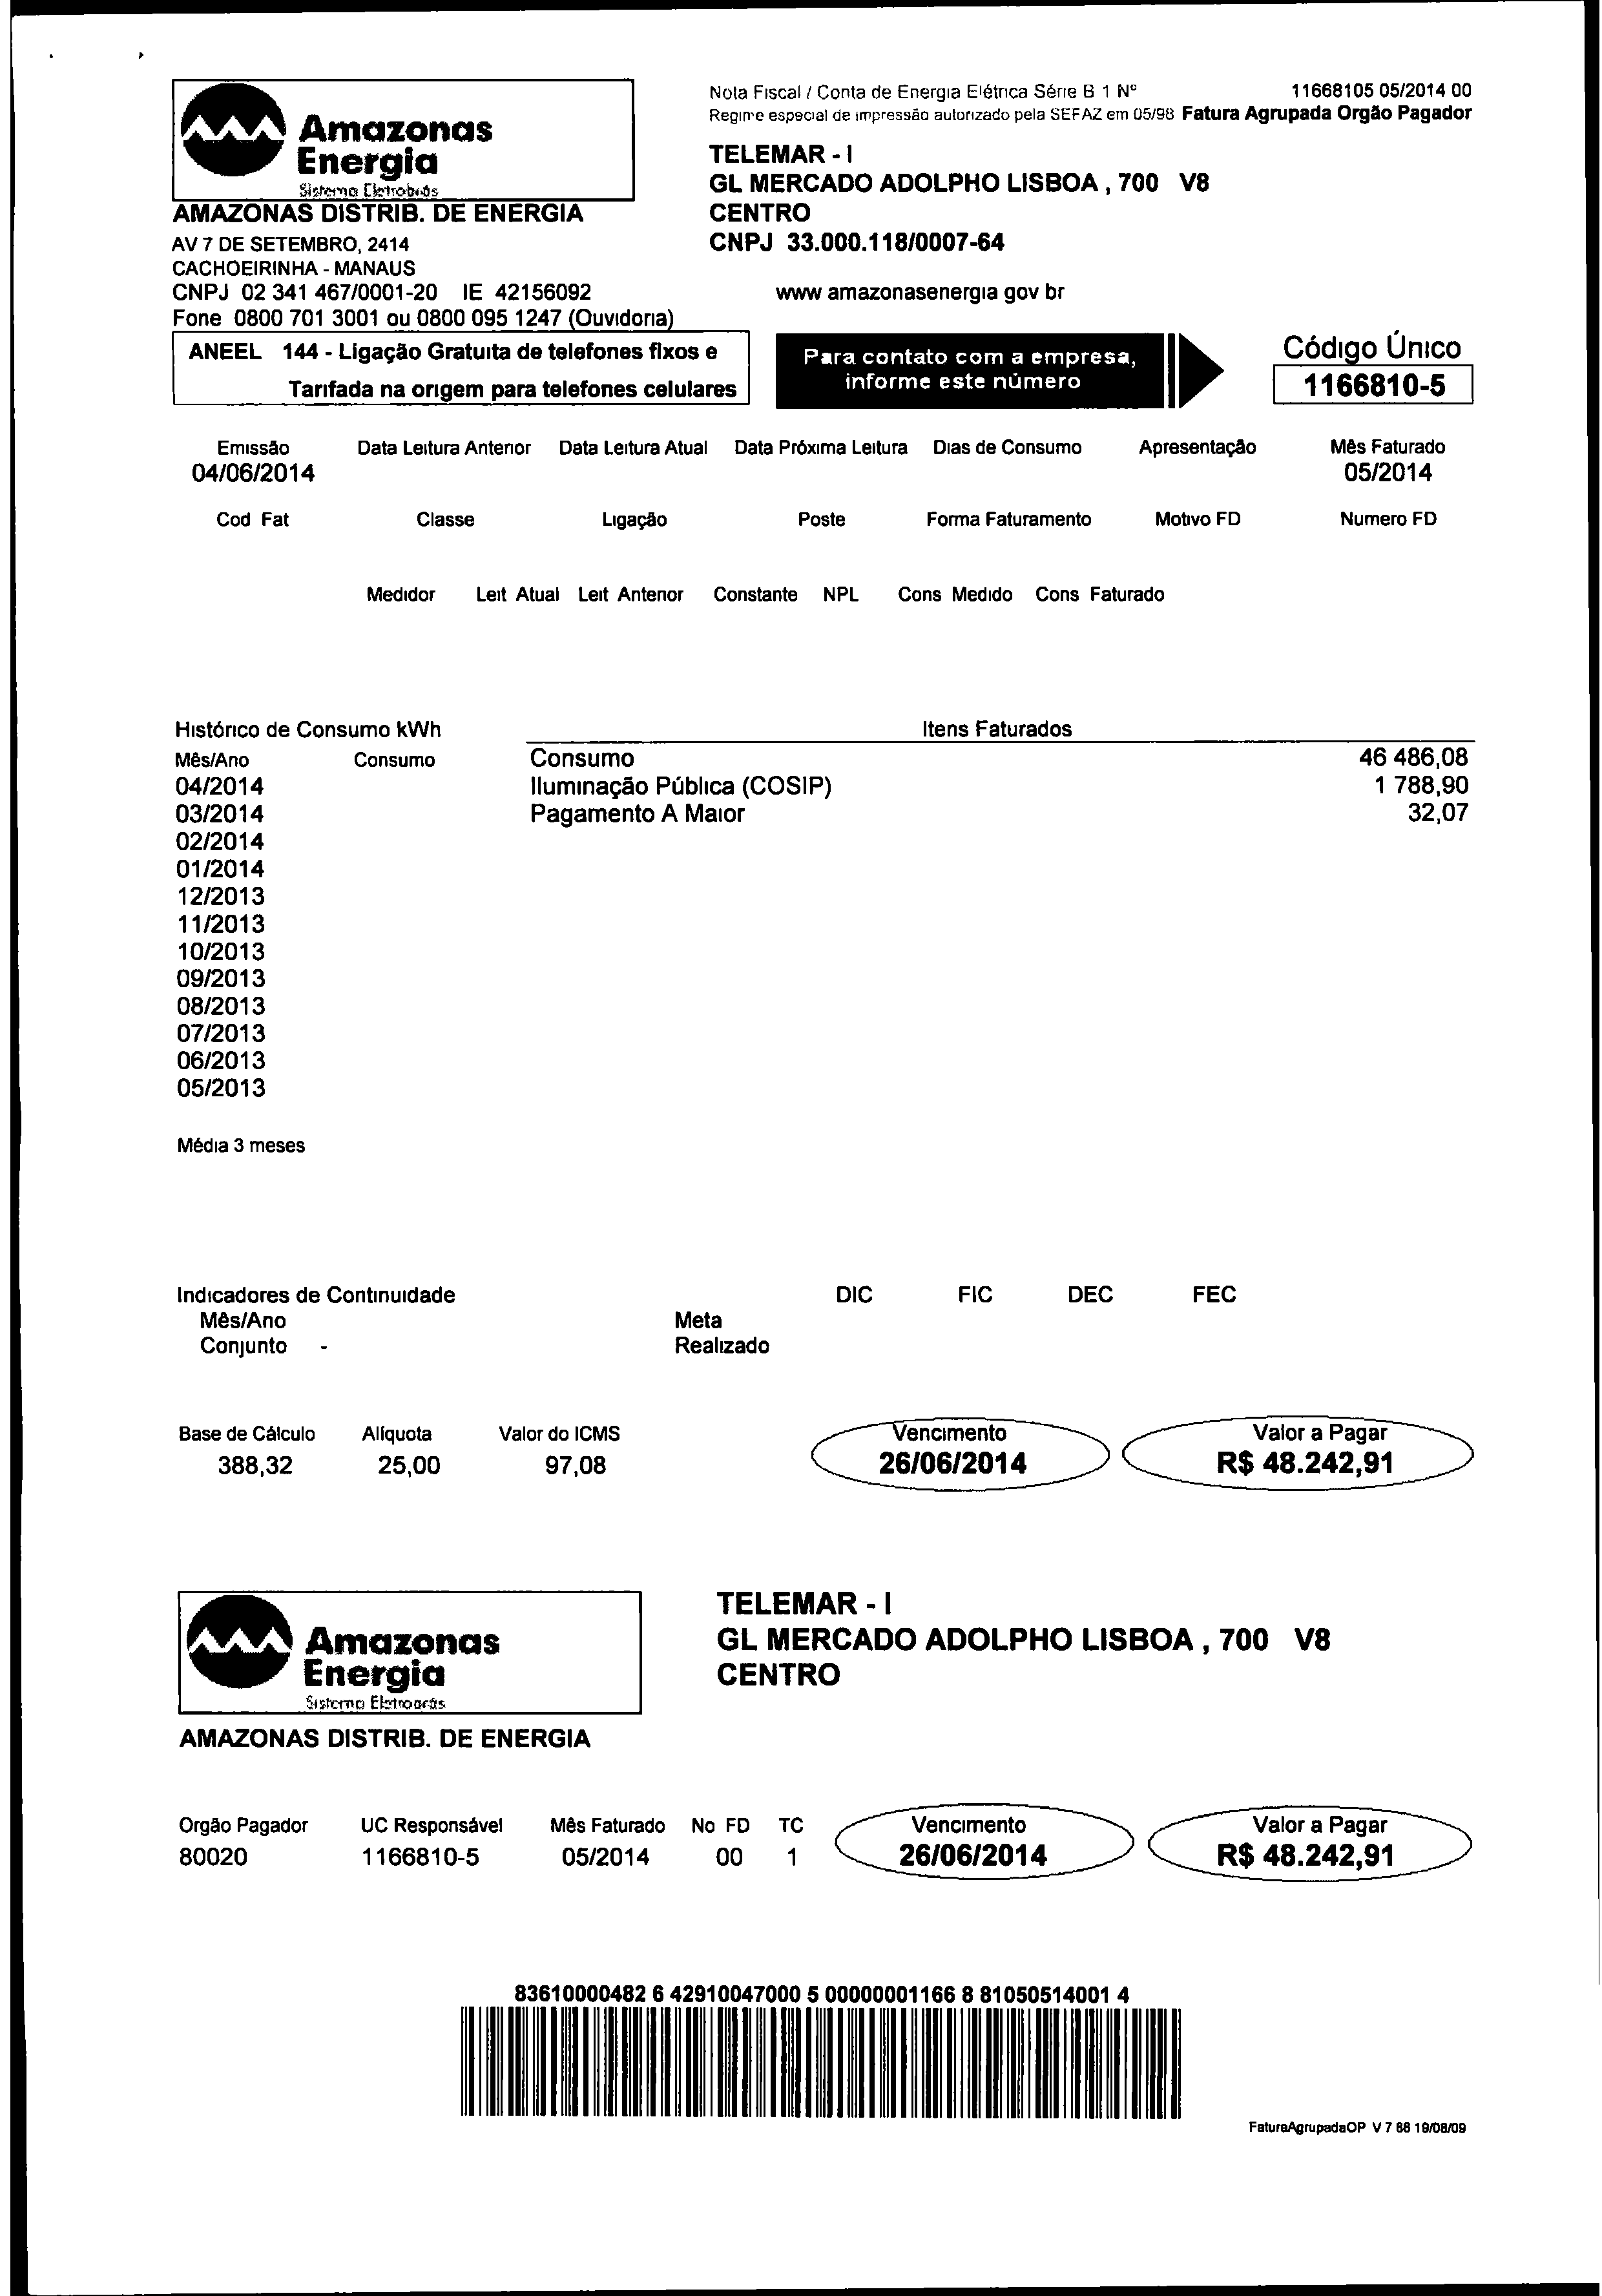 Amazonas
Energia
Sistema Eletrobrás
AMAZONAS DISTRIB. DE ENERGIA
AV 7 DE SETEMBRO, 2414
CACHOEIRINHA - MANAUS
CNPJ 02 341 467/0001-20 IE 42156092
Fone 0800 701 3001 ou 0800 095 1247 (Ouvidoria)
ANEEL 144 - Ligação Gratuita de telefones fixos e
Tarifada na origem para telefones celulares
Nota Fiscal / Conta de Energia Elétrica Série B 1 Nº 11668105 05/2014 00
Regime especial de impressão autorizado pela SEFAZ em 05/98 Fatura Agrupada Orgão Pagador
TELEMAR - I
GL MERCADO ADOLPHO LISBOA , 700 V8
CENTRO
CNPJ 33.000.118/0007-64
www amazonasenergia gov br
Para contato com a empresa,
informe este número
Código Único
1166810-5
Emissão Data Leitura Anterior Data Leitura Atual Data Próxima Leitura Dias de Consumo Apresentação Mês Faturado
04/06/2014 05/2014
Cod Fat Classe Ligação Poste Forma Faturamento Motivo FD Numero FD
Medidor Leit Atual Leit Anterior Constante NPL Cons Medido Cons Faturado
Histórico de Consumo kWh
Mês/Ano Consumo
04/2014
03/2014
02/2014
01/2014
12/2013
11/2013
10/2013
09/2013
08/2013
07/2013
06/2013
05/2013
Média 3 meses
Itens Faturados
Consumo 46 486,08
Iluminação Pública (COSIP) 1 788,90
Pagamento A Maior 32,07
Indicadores de Continuidade DIC FIC DEC FEC
Mês/Ano Meta
Conjunto - Realizado
Base de Cálculo Alíquota Valor do ICMS Vencimento Valor a Pagar
388,32 25,00 97,08 26/06/2014 R$ 48.242,91
Amazonas
Energia
Sistema Eletrobrás
AMAZONAS DISTRIB. DE ENERGIA
TELEMAR - I
GL MERCADO ADOLPHO LISBOA , 700 V8
CENTRO
Orgão Pagador UC Responsável Mês Faturado No FD TC Vencimento Valor a Pagar
80020 1166810-5 05/2014 00 1 26/06/2014 R$ 48.242,91
83610000482 6 42910047000 5 00000001166 8 81050514001 4
FaturaAgrupadaOP V 7 68 19/08/09